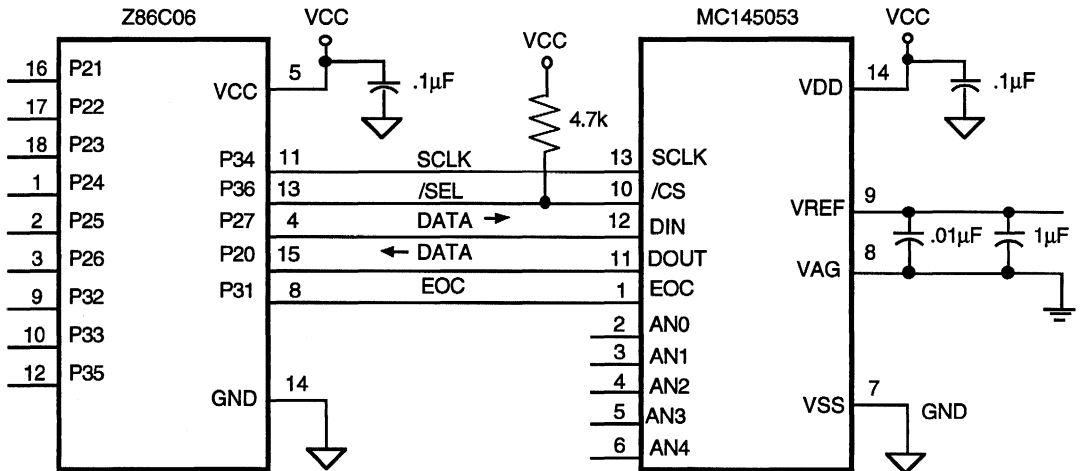 Z86C06 VCC VCC MC145053 VCC
16 P21 5 VCC .1µF VDD 14 .1µF
17 P22 4.7k
18 P23 P34 11 SCLK 13 SCLK
1 P24 P36 13 /SEL 10 /CS VREF 9
2 P25 P27 4 DATA → 12 DIN .01µF 1µF
3 P26 P20 15 ← DATA 11 DOUT VAG 8
9 P32 P31 8 EOC 1 EOC
10 P33 2 AN0
12 P35 3 AN1
GND 14 4 AN2 VSS 7 GND
5 AN3
6 AN4